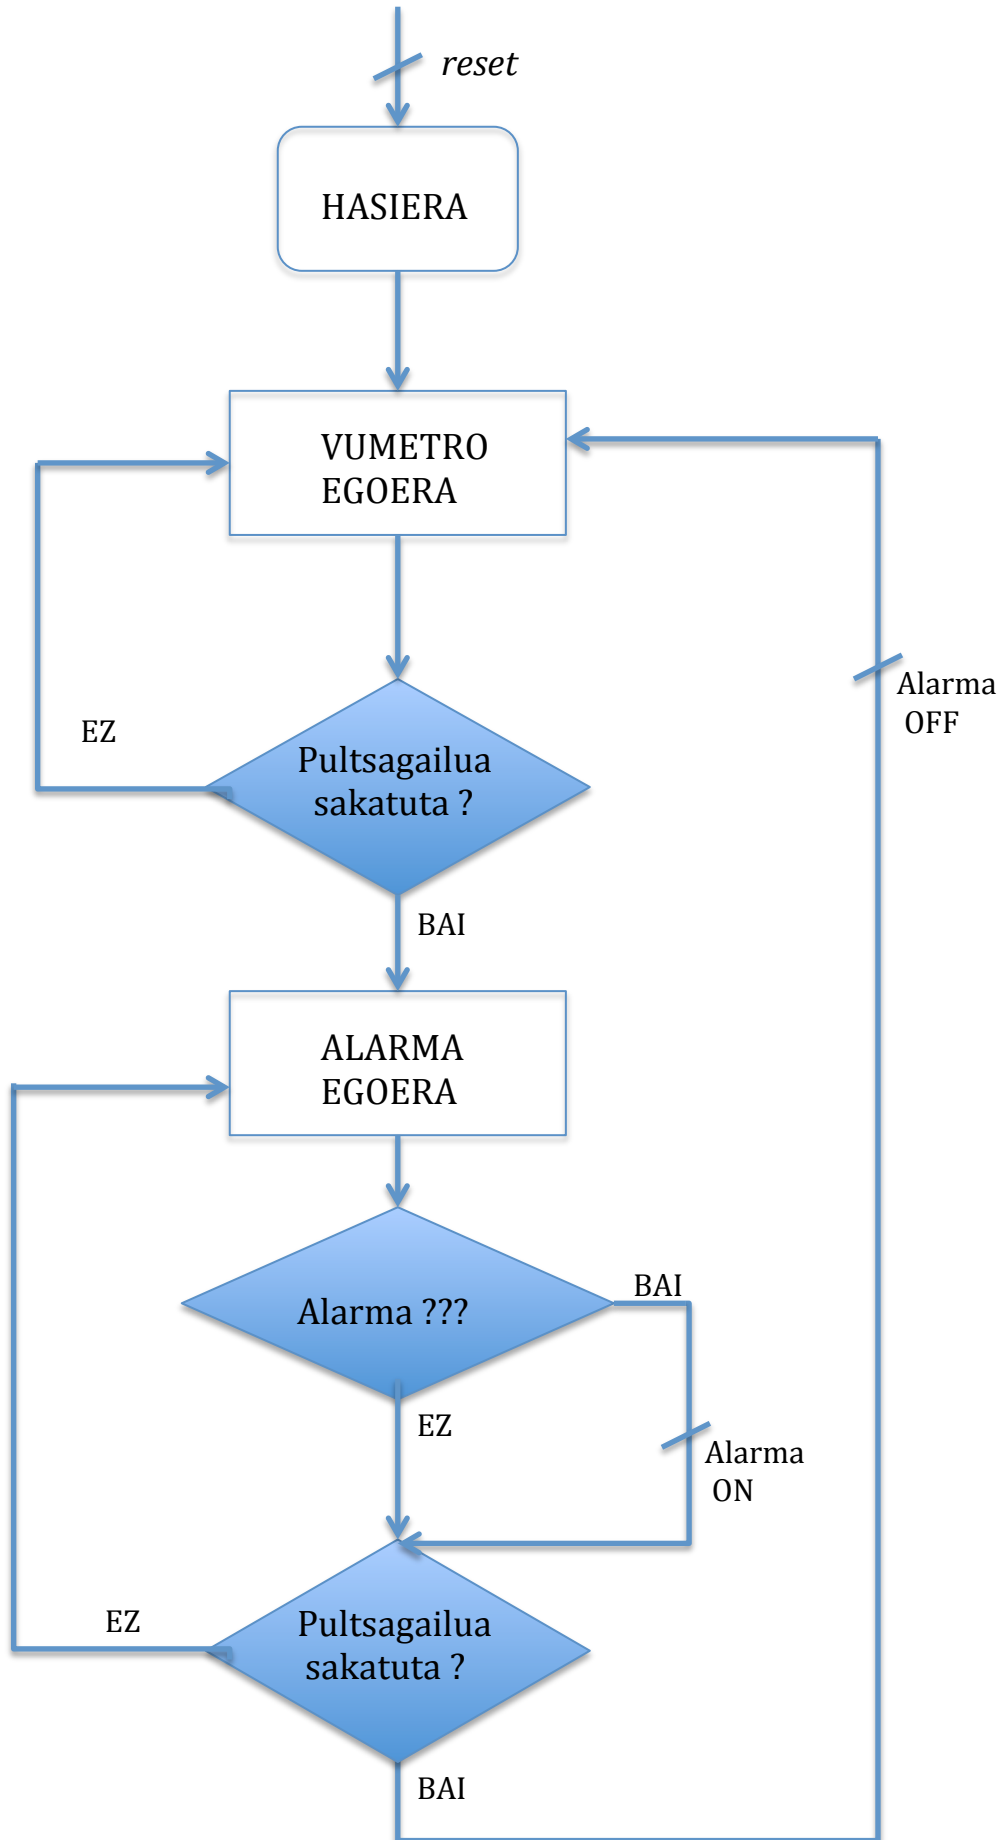 reset
HASIERA
VUMETRO
EGOERA
Alarma
OFF
EZ
Pultsagailua
sakatuta ?
BAI
ALARMA
EGOERA
BAI
Alarma ???
EZ
Alarma
ON
EZ
Pultsagailua
sakatuta ?
BAI